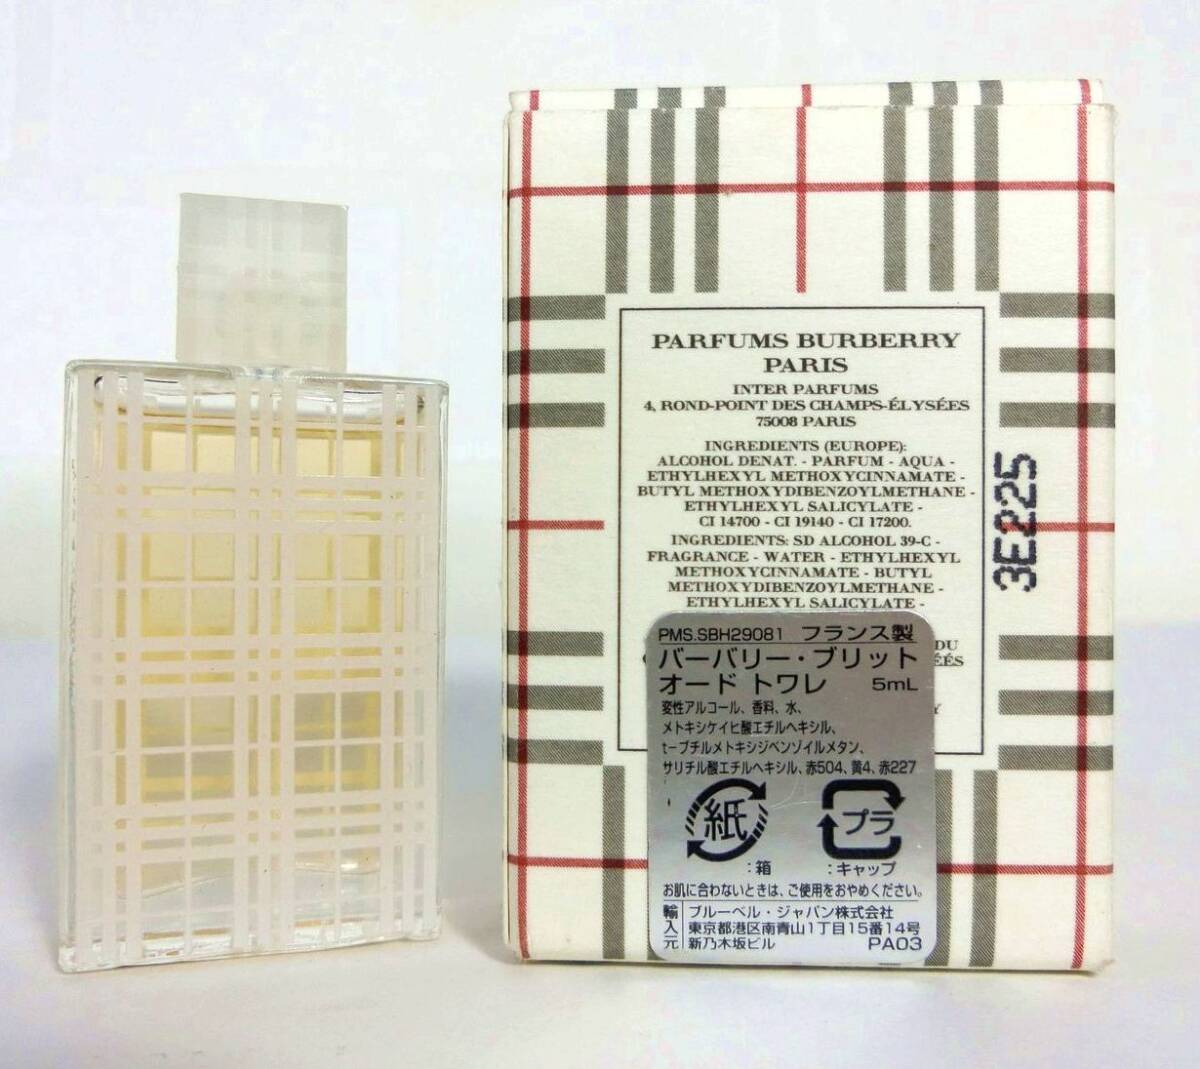 PARFUMS BURBERRY
PARIS
INTER PARFUMS
4, ROND-POINT DES CHAMPS-ÉLYSÉES
75008 PARIS
INGREDIENTS (EUROPE):
ALCOHOL DENAT. - PARFUM - AQUA -
ETHYLHEXYL METHOXYCINNAMATE -
BUTYL METHOXYDIBENZOYLMETHANE -
ETHYLHEXYL SALICYLATE -
CI 14700 - CI 19140 - CI 17200.
INGREDIENTS: SD ALCOHOL 39-C -
FRAGRANCE - WATER - ETHYLHEXYL
METHOXYCINNAMATE - BUTYL
METHOXYDIBENZOYLMETHANE -
ETHYLHEXYL SALICYLATE -
DU
ÉÉS
3E225
PMS.SBH29081 フランス製
バーバリー・ブリット
オード トワレ 5mL
変性アルコール、香料、水、
メトキシケイヒ酸エチルヘキシル、
t-ブチルメトキシジベンゾイルメタン、
サリチル酸エチルヘキシル、赤504、黄4、赤227
紙 プラ
:箱 :キャップ
お肌に合わないときは、ご使用をおやめください。
輸入元 ブルーベル・ジャパン株式会社
東京都港区南青山1丁目15番14号
新乃木坂ビル PA03